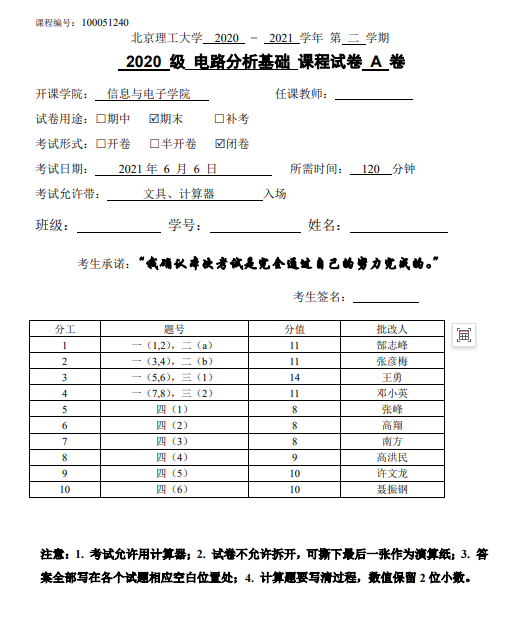 课程编号：100051240
北京理工大学 2020 － 2021 学年 第 二 学期
2020 级 电路分析基础 课程试卷 A 卷
开课学院： 信息与电子学院 任课教师：
试卷用途：□期中 ☑期末 □补考
考试形式：□开卷 □半开卷 ☑闭卷
考试日期： 2021 年 6 月 6 日 所需时间： 120 分钟
考试允许带： 文具、计算器 入场
班级： 学号： 姓名：
考生承诺：“我确认本次考试是完全通过自己的努力完成的。”
考生签名：
分工 题号 分值 批改人
1 一（1,2），二（a） 11 郜志峰
2 一（3,4），二（b） 11 张彦梅
3 一（5,6），三（1） 14 王勇
4 一（7,8），三（2） 11 邓小英
5 四（1） 8 张峰
6 四（2） 8 高翔
7 四（3） 8 南方
8 四（4） 9 高洪民
9 四（5） 10 许文龙
10 四（6） 10 聂振钢
注意：1. 考试允许用计算器；2. 试卷不允许拆开，可撕下最后一张作为演算纸；3. 答
案全部写在各个试题相应空白位置处；4. 计算题要写清过程，数值保留 2 位小数。